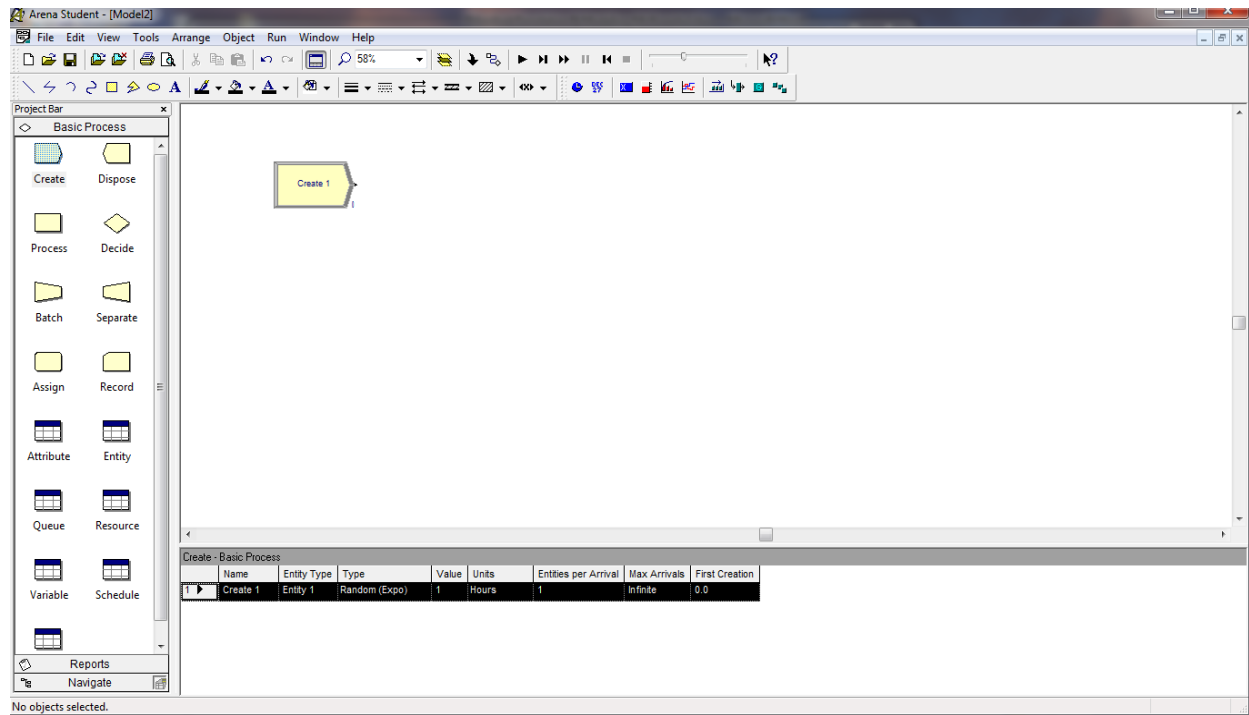 Arena Student - [Model2]
File Edit View Tools Arrange Object Run Window Help
58%
A A
Project Bar x
Basic Process
Create Dispose
Process Decide
Batch Separate
Assign Record
Attribute Entity
Queue Resource
Variable Schedule
Reports
Navigate
Create 1
Create - Basic Process
Name Entity Type Type Value Units Entities per Arrival Max Arrivals First Creation
1 Create 1 Entity 1 Random (Expo) 1 Hours 1 Infinite 0.0
No objects selected.